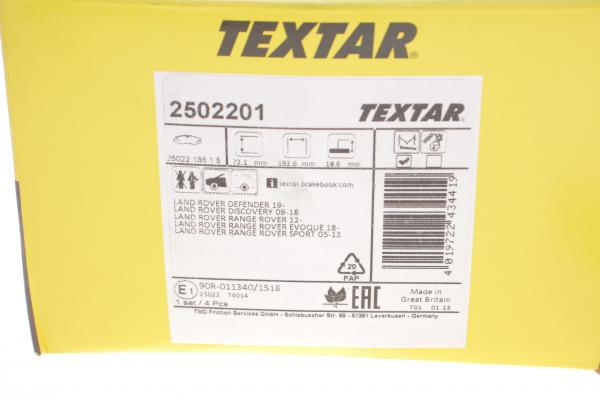 TEXTAR®
2502201 TEXTAR®
25022 186 1 5 72.1 mm 192.6 mm 18.6 mm
i textar.brakebook.com
LAND ROVER DEFENDER 19-
LAND ROVER DISCOVERY 09-18
LAND ROVER RANGE ROVER 12-
LAND ROVER RANGE ROVER EVOQUE 18-
LAND ROVER RANGE ROVER SPORT 05-13
4 019722 434419
20
PAP
E1 90R-011340/1518
25022 T4014
1 set / 4 Pcs
EAC
Made in
Great Britain
701 01 23
TMD Friction Services GmbH - Schlebuscher Str. 99 - 51381 Leverkusen - Germany